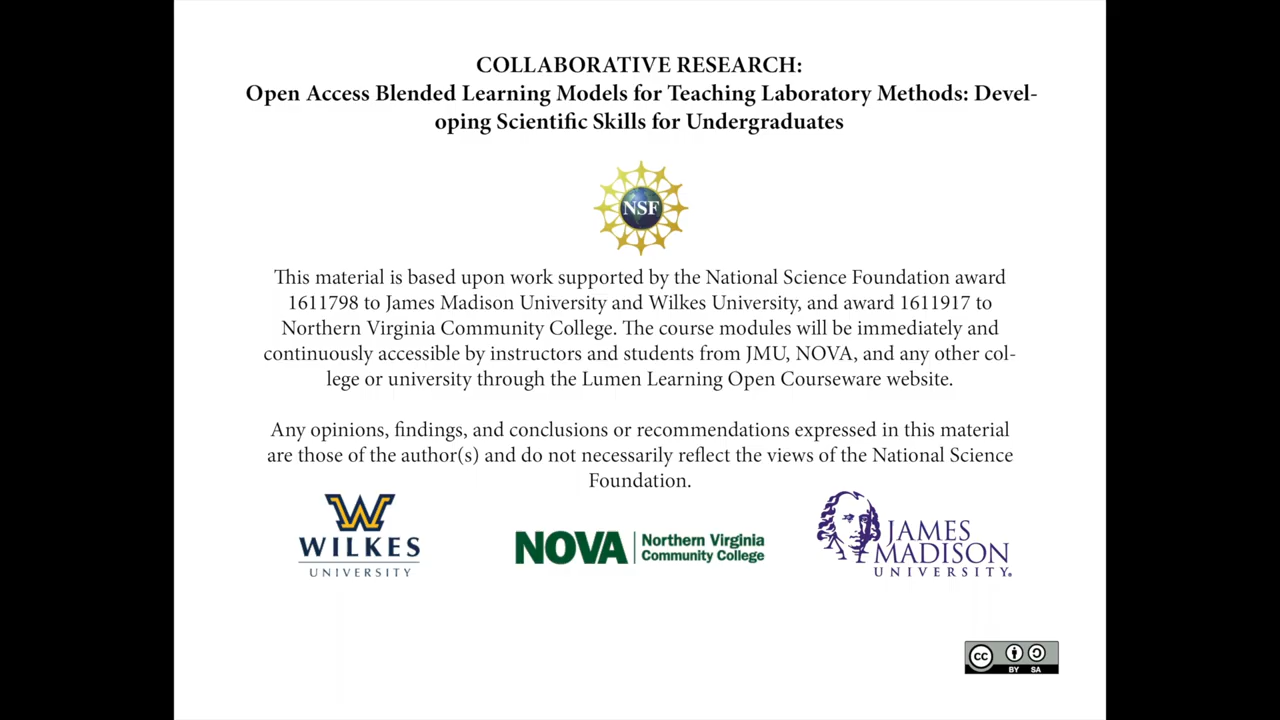 COLLABORATIVE RESEARCH:
Open Access Blended Learning Models for Teaching Laboratory Methods: Devel-
oping Scientific Skills for Undergraduates
NSF
This material is based upon work supported by the National Science Foundation award
1611798 to James Madison University and Wilkes University, and award 1611917 to
Northern Virginia Community College. The course modules will be immediately and
continuously accessible by instructors and students from JMU, NOVA, and any other col-
lege or university through the Lumen Learning Open Courseware website.
Any opinions, findings, and conclusions or recommendations expressed in this material
are those of the author(s) and do not necessarily reflect the views of the National Science
Foundation.
W
WILKES
UNIVERSITY
NOVA
Northern Virginia
Community College
JAMES
MADISON
UNIVERSITY.
CC
BY SA